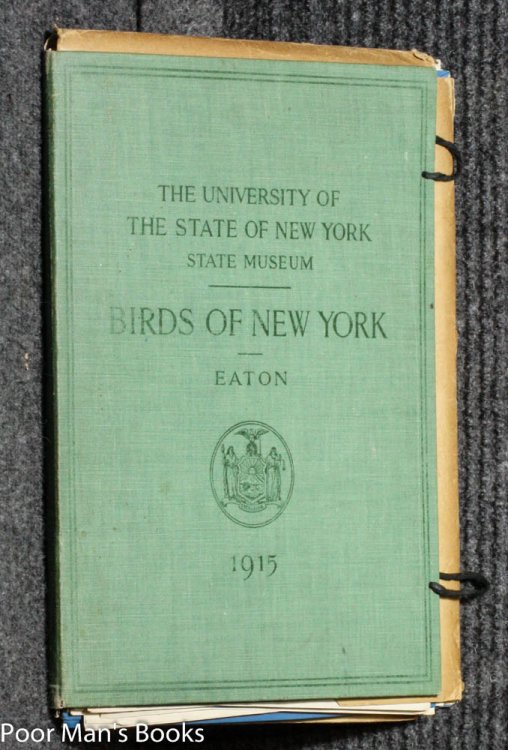 THE UNIVERSITY OF
THE STATE OF NEW YORK
STATE MUSEUM
BIRDS OF NEW YORK
EATON
1915
Poor Man's Books